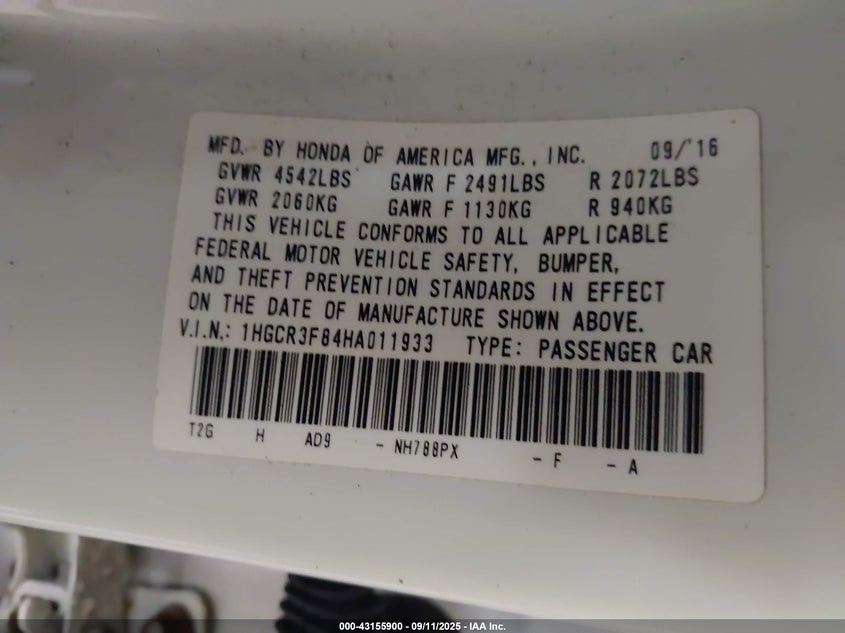 MFD. BY HONDA OF AMERICA MFG., INC. 09/'16
GVWR 4542LBS GAWR F 2491LBS R 2072LBS
GVWR 2060KG GAWR F 1130KG R 940KG
THIS VEHICLE CONFORMS TO ALL APPLICABLE
FEDERAL MOTOR VEHICLE SAFETY, BUMPER,
AND THEFT PREVENTION STANDARDS IN EFFECT
ON THE DATE OF MANUFACTURE SHOWN ABOVE.
V.I.N.: 1HGCR3F84HA011933 TYPE: PASSENGER CAR
T2G H AD9 - NH788PX - F - A
000-43155900 - 09/11/2025 - IAA Inc.